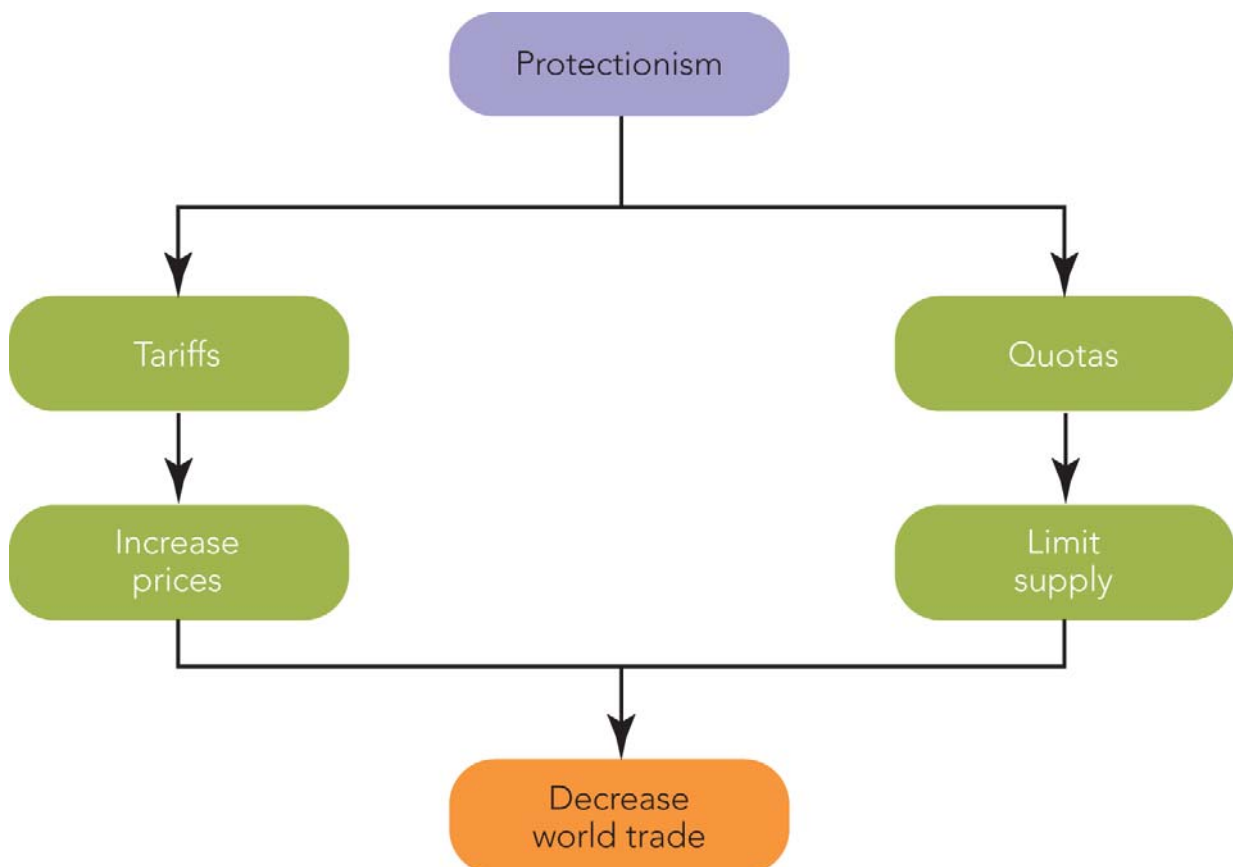 Protectionism
Tariffs
Quotas
Increase
prices
Limit
supply
Decrease
world trade